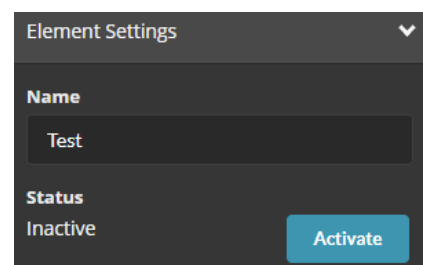 Element Settings
Name
Test
Status
Inactive
Activate